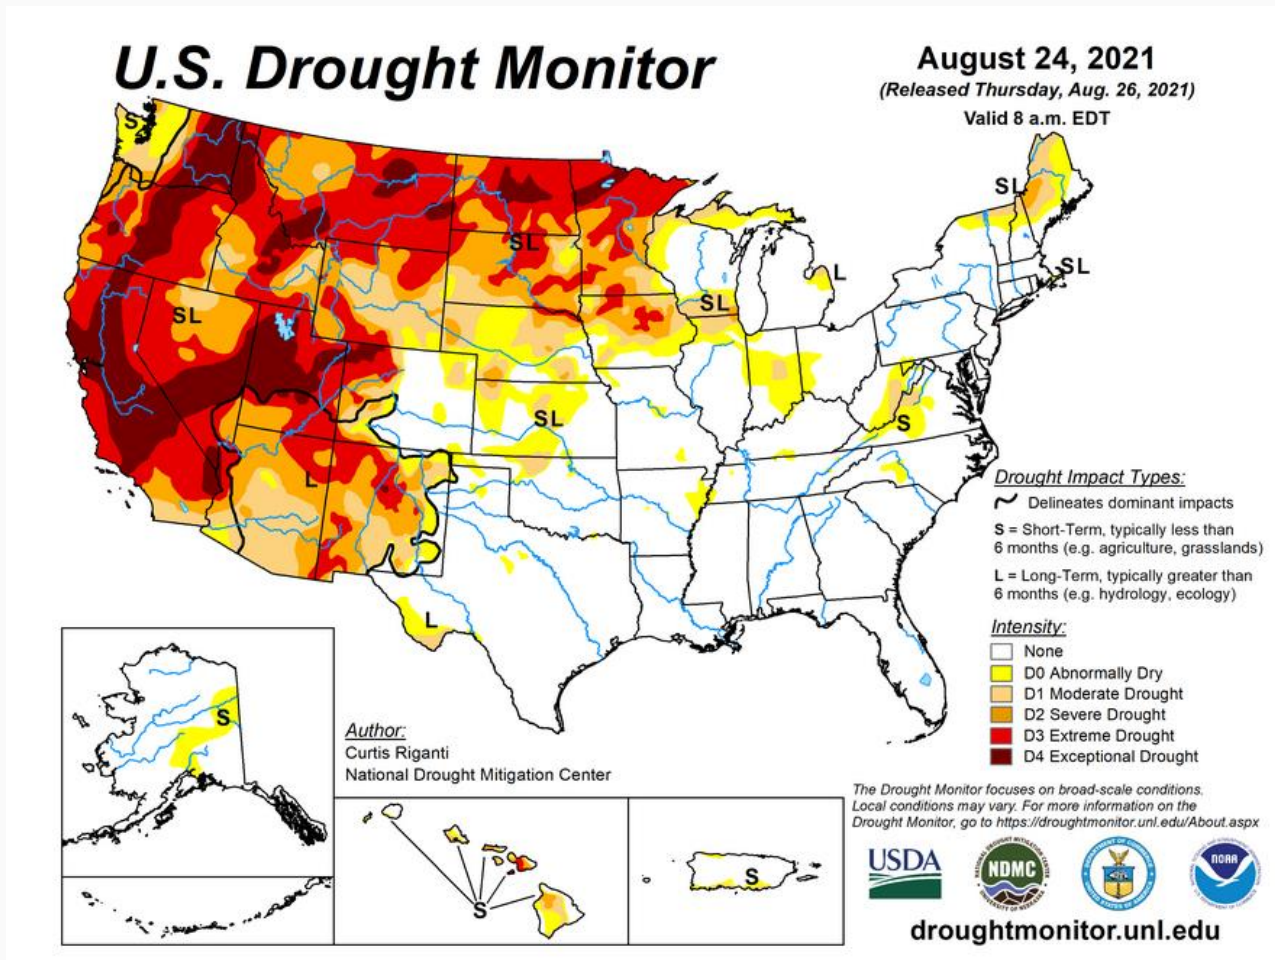 U.S. Drought Monitor
August 24, 2021
(Released Thursday, Aug. 26, 2021)
Valid 8 a.m. EDT
S
SL
SL
L
SL
SL
SL
SL
S
L
L
Drought Impact Types:
Delineates dominant impacts
S = Short-Term, typically less than
6 months (e.g. agriculture, grasslands)
L = Long-Term, typically greater than
6 months (e.g. hydrology, ecology)
Intensity:
None
D0 Abnormally Dry
D1 Moderate Drought
D2 Severe Drought
D3 Extreme Drought
D4 Exceptional Drought
S
Author:
Curtis Riganti
National Drought Mitigation Center
S
S
The Drought Monitor focuses on broad-scale conditions.
Local conditions may vary. For more information on the
Drought Monitor, go to https://droughtmonitor.unl.edu/About.aspx
USDA
NDMC
NOAA
droughtmonitor.unl.edu